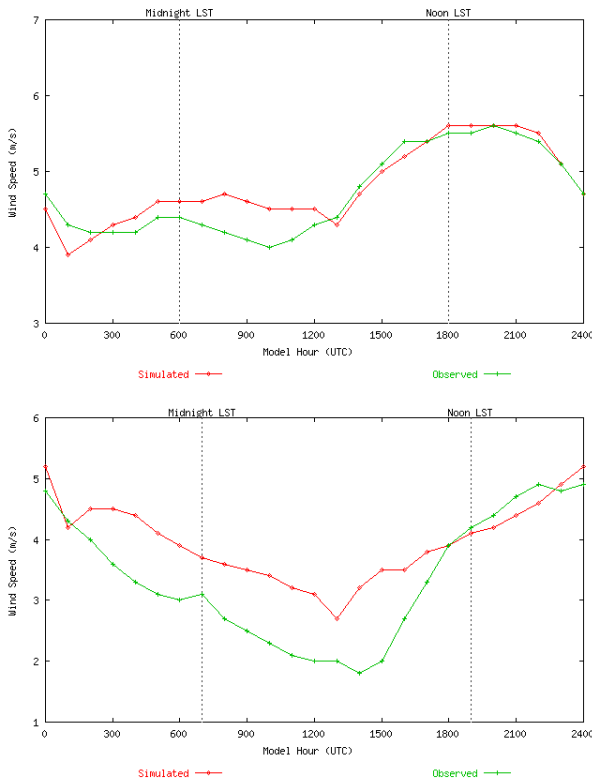 Midnight LST Noon LST
7
6
5
4
3
Wind Speed (m/s)
0 300 600 900 1200 1500 1800 2100 2400
Model Hour (UTC)
Simulated Observed
Midnight LST Noon LST
6
5
4
3
2
1
Wind Speed (m/s)
0 300 600 900 1200 1500 1800 2100 2400
Model Hour (UTC)
Simulated Observed